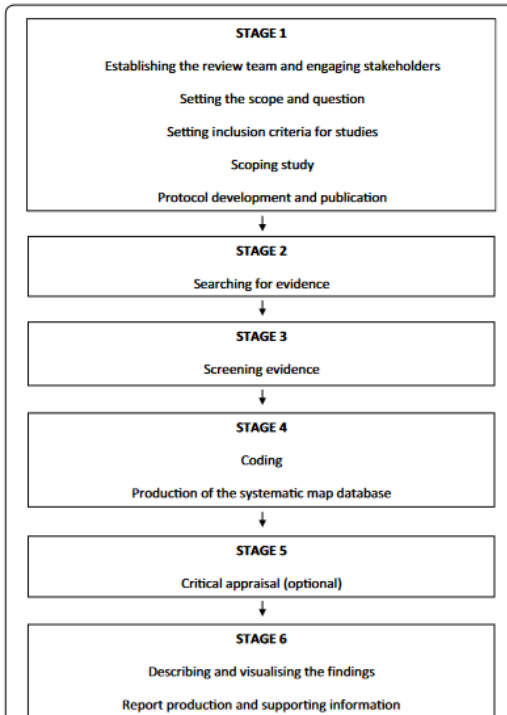 STAGE 1
Establishing the review team and engaging stakeholders
Setting the scope and question
Setting inclusion criteria for studies
Scoping study
Protocol development and publication
STAGE 2
Searching for evidence
STAGE 3
Screening evidence
STAGE 4
Coding
Production of the systematic map database
STAGE 5
Critical appraisal (optional)
STAGE 6
Describing and visualising the findings
Report production and supporting information